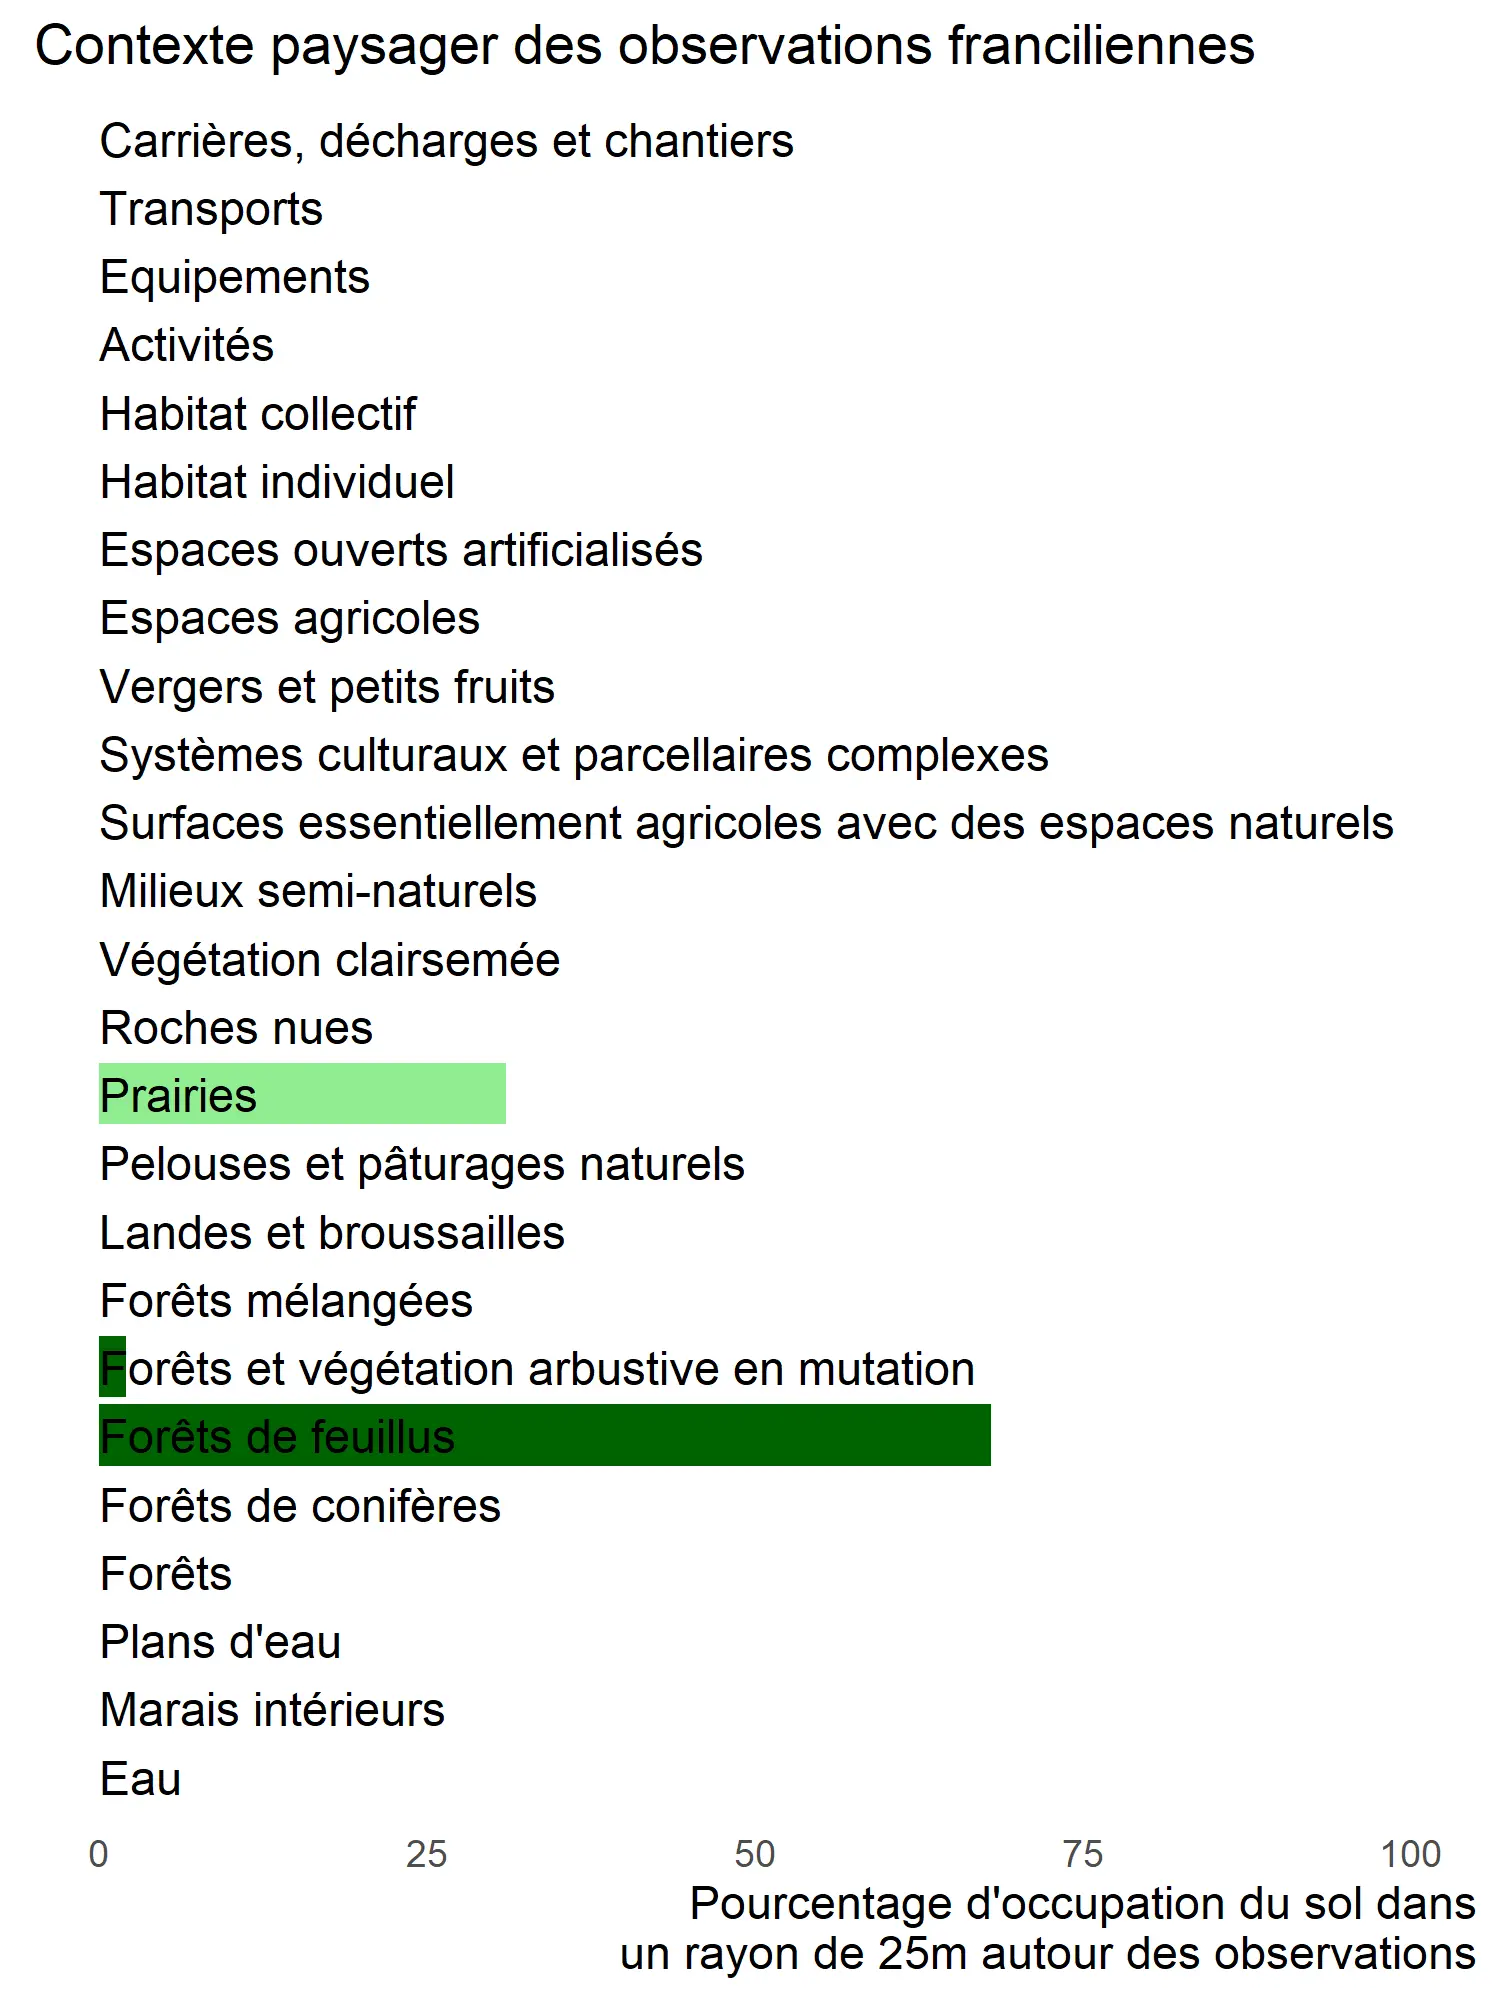 Contexte paysager des observations franciliennes
Carrières, décharges et chantiers
Transports
Equipements
Activités
Habitat collectif
Habitat individuel
Espaces ouverts artificialisés
Espaces agricoles
Vergers et petits fruits
Systèmes culturaux et parcellaires complexes
Surfaces essentiellement agricoles avec des espaces naturels
Milieux semi-naturels
Végétation clairsemée
Roches nues
Prairies
Pelouses et pâturages naturels
Landes et broussailles
Forêts mélangées
Forêts et végétation arbustive en mutation
Forêts de feuillus
Forêts de conifères
Forêts
Plans d'eau
Marais intérieurs
Eau
0 25 50 75 100
Pourcentage d'occupation du sol dans
un rayon de 25m autour des observations